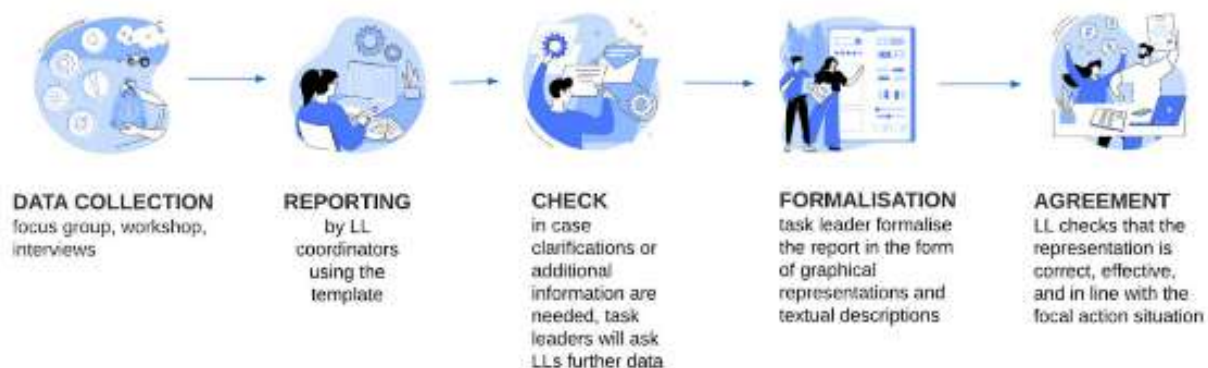 DATA COLLECTION
focus group, workshop,
interviews
REPORTING
by LL
coordinators
using the
template
CHECK
in case
clarifications or
additional
information are
needed, task
leaders will ask
LLs further data
FORMALISATION
task leader formalise
the report in the form
of graphical
representations and
textual descriptions
AGREEMENT
LL checks that the
representation is
correct, effective,
and in line with the
focal action situation